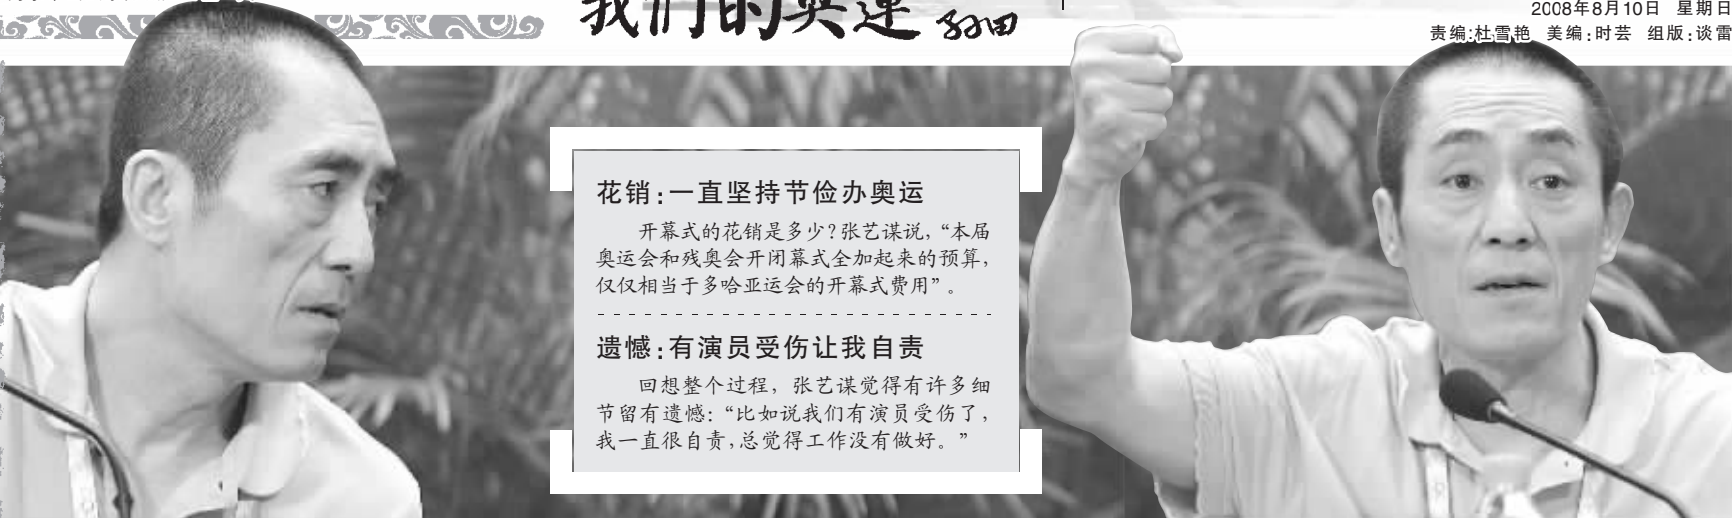 我们的奥运 孙田
2008年8月10日 星期日
责编:杜雪艳 美编:时芸 组版:谈雷
花销:一直坚持节俭办奥运
开幕式的花销是多少?张艺谋说,“本届
奥运会和残奥会开闭幕式全加起来的预算,
仅仅相当于多哈亚运会的开幕式费用”。
遗憾:有演员受伤让我自责
回想整个过程,张艺谋觉得有许多细
节留有遗憾:“比如说我们有演员受伤了,
我一直很自责,总觉得工作没有做好。”